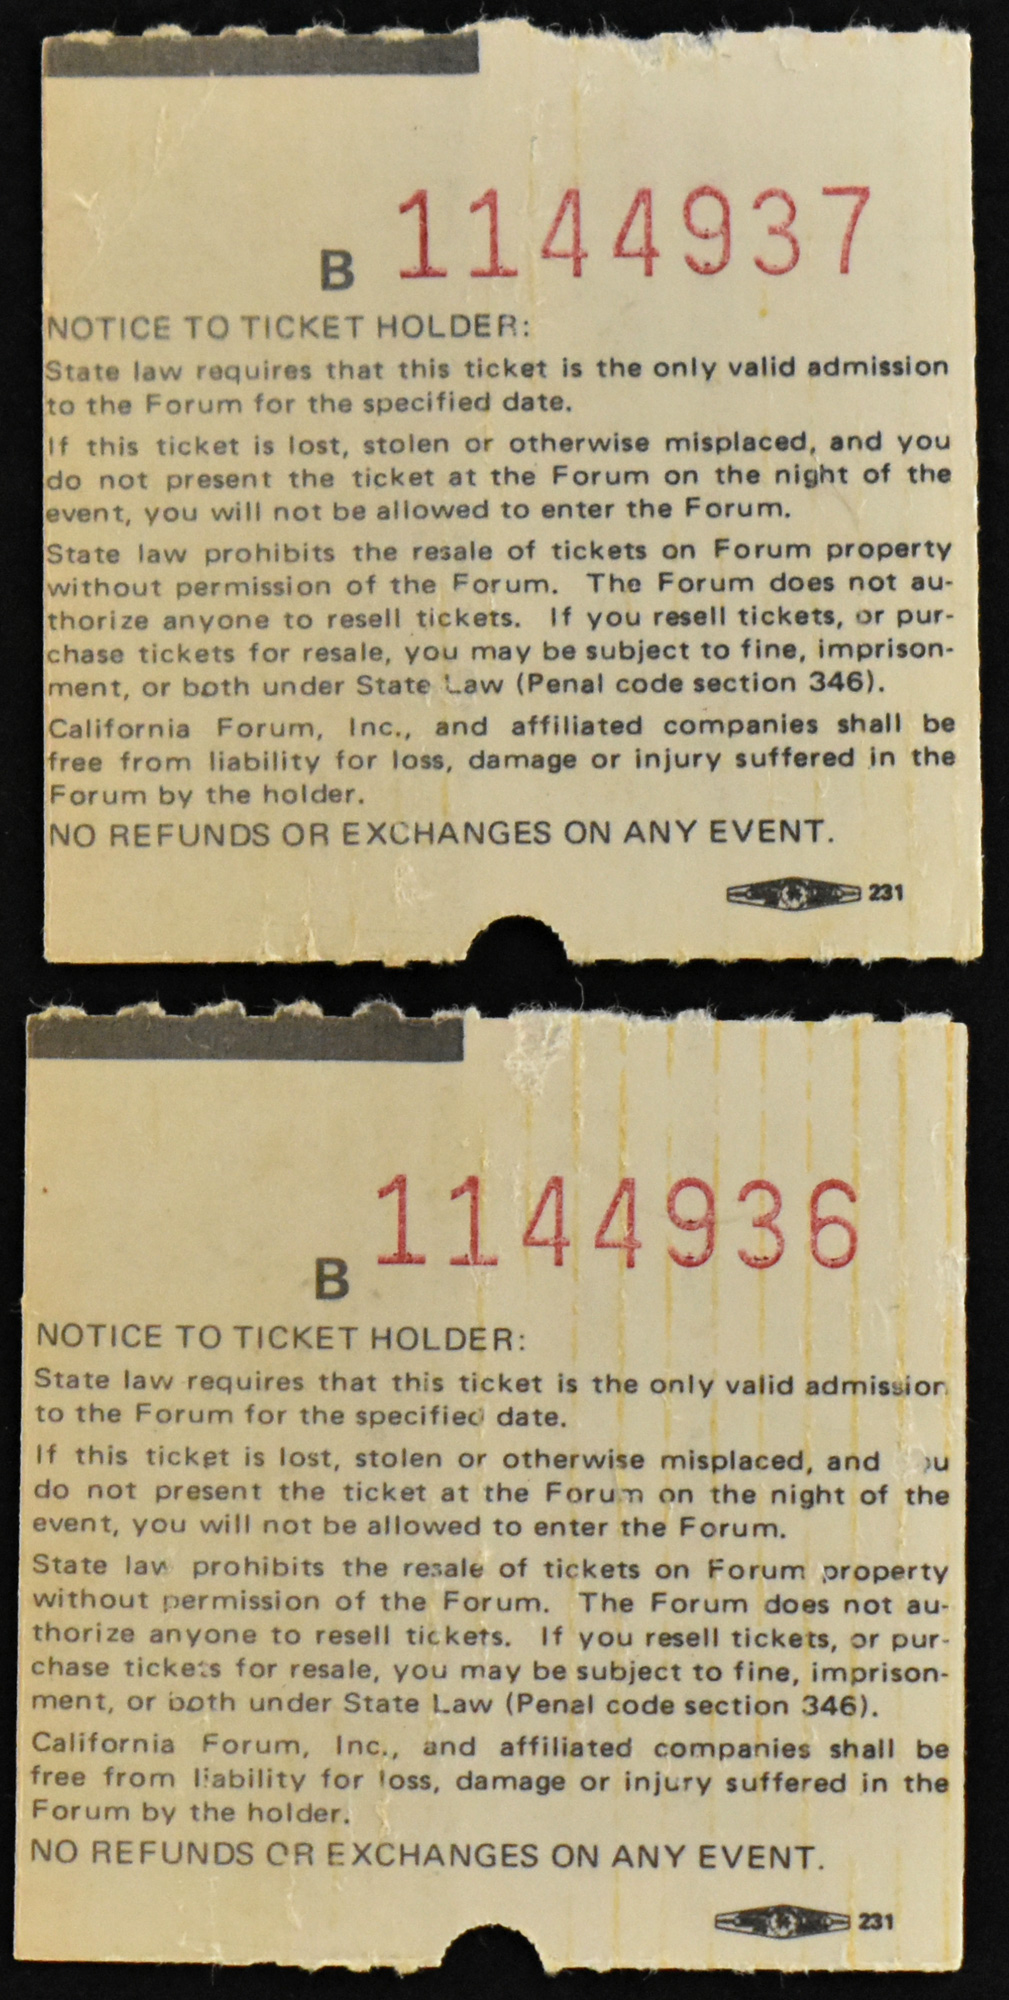 B 1144937
NOTICE TO TICKET HOLDER:
State law requires that this ticket is the only valid admission
to the Forum for the specified date.
If this ticket is lost, stolen or otherwise misplaced, and you
do not present the ticket at the Forum on the night of the
event, you will not be allowed to enter the Forum.
State law prohibits the resale of tickets on Forum property
without permission of the Forum. The Forum does not au-
thorize anyone to resell tickets. If you resell tickets, or pur-
chase tickets for resale, you may be subject to fine, imprison-
ment, or both under State Law (Penal code section 346).
California Forum, Inc., and affiliated companies shall be
free from liability for loss, damage or injury suffered in the
Forum by the holder.
NO REFUNDS OR EXCHANGES ON ANY EVENT.
231
B 1144936
NOTICE TO TICKET HOLDER:
State law requires that this ticket is the only valid admission
to the Forum for the specified date.
If this ticket is lost, stolen or otherwise misplaced, and you
do not present the ticket at the Forum on the night of the
event, you will not be allowed to enter the Forum.
State law prohibits the resale of tickets on Forum property
without permission of the Forum. The Forum does not au-
thorize anyone to resell tickets. If you resell tickets, or pur-
chase tickets for resale, you may be subject to fine, imprison-
ment, or both under State Law (Penal code section 346).
California Forum, Inc., and affiliated companies shall be
free from liability for loss, damage or injury suffered in the
Forum by the holder.
NO REFUNDS OR EXCHANGES ON ANY EVENT.
231